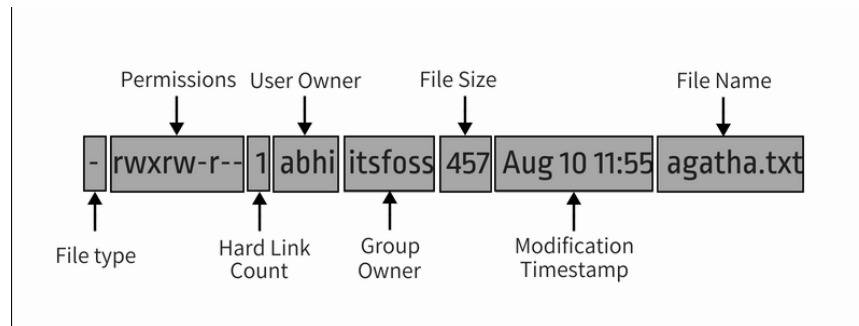 Permissions User Owner File Size File Name
- rwxrw-r-- 1 abhi itsfoss 457 Aug 10 11:55 agatha.txt
File type Hard Link Count Group Owner Modification Timestamp